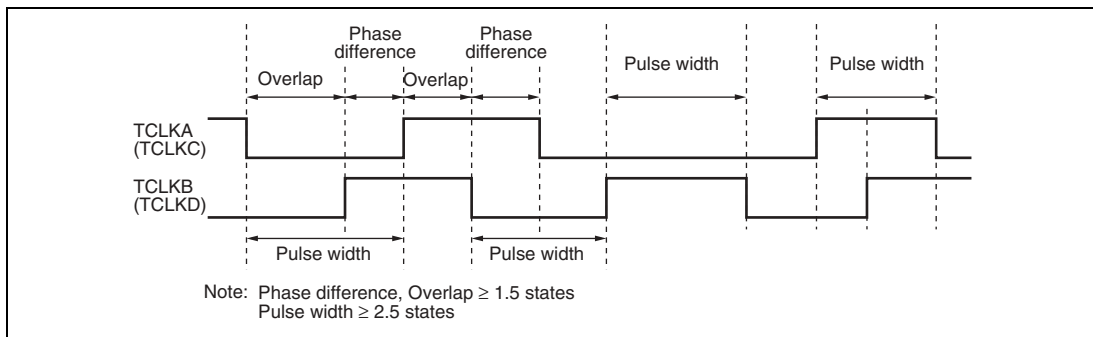 Phase
difference
Phase
difference
Overlap
Overlap
Pulse width
Pulse width
TCLKA
(TCLKC)
TCLKB
(TCLKD)
Pulse width
Pulse width
Note: Phase difference, Overlap ≥ 1.5 states
Pulse width ≥ 2.5 states